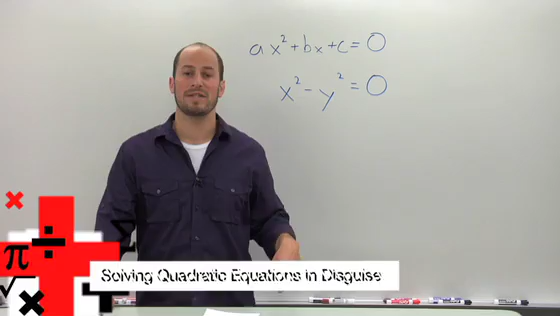 ax² + bx + c = 0
x² - y² = 0
π ÷
√ ×
Solving Quadratic Equations in Disguise